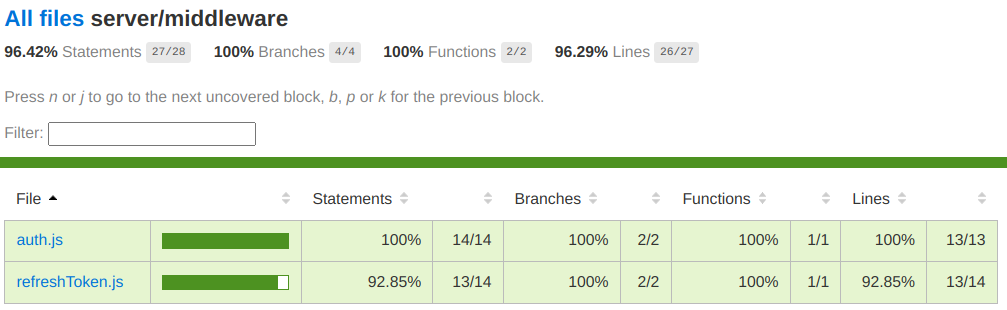 All files server/middleware
96.42% Statements 27/28 100% Branches 4/4 100% Functions 2/2 96.29% Lines 26/27
Press n or j to go to the next uncovered block, b, p or k for the previous block.
Filter:
File Statements Branches Functions Lines
auth.js 100% 14/14 100% 2/2 100% 1/1 100% 13/13
refreshToken.js 92.85% 13/14 100% 2/2 100% 1/1 92.85% 13/14